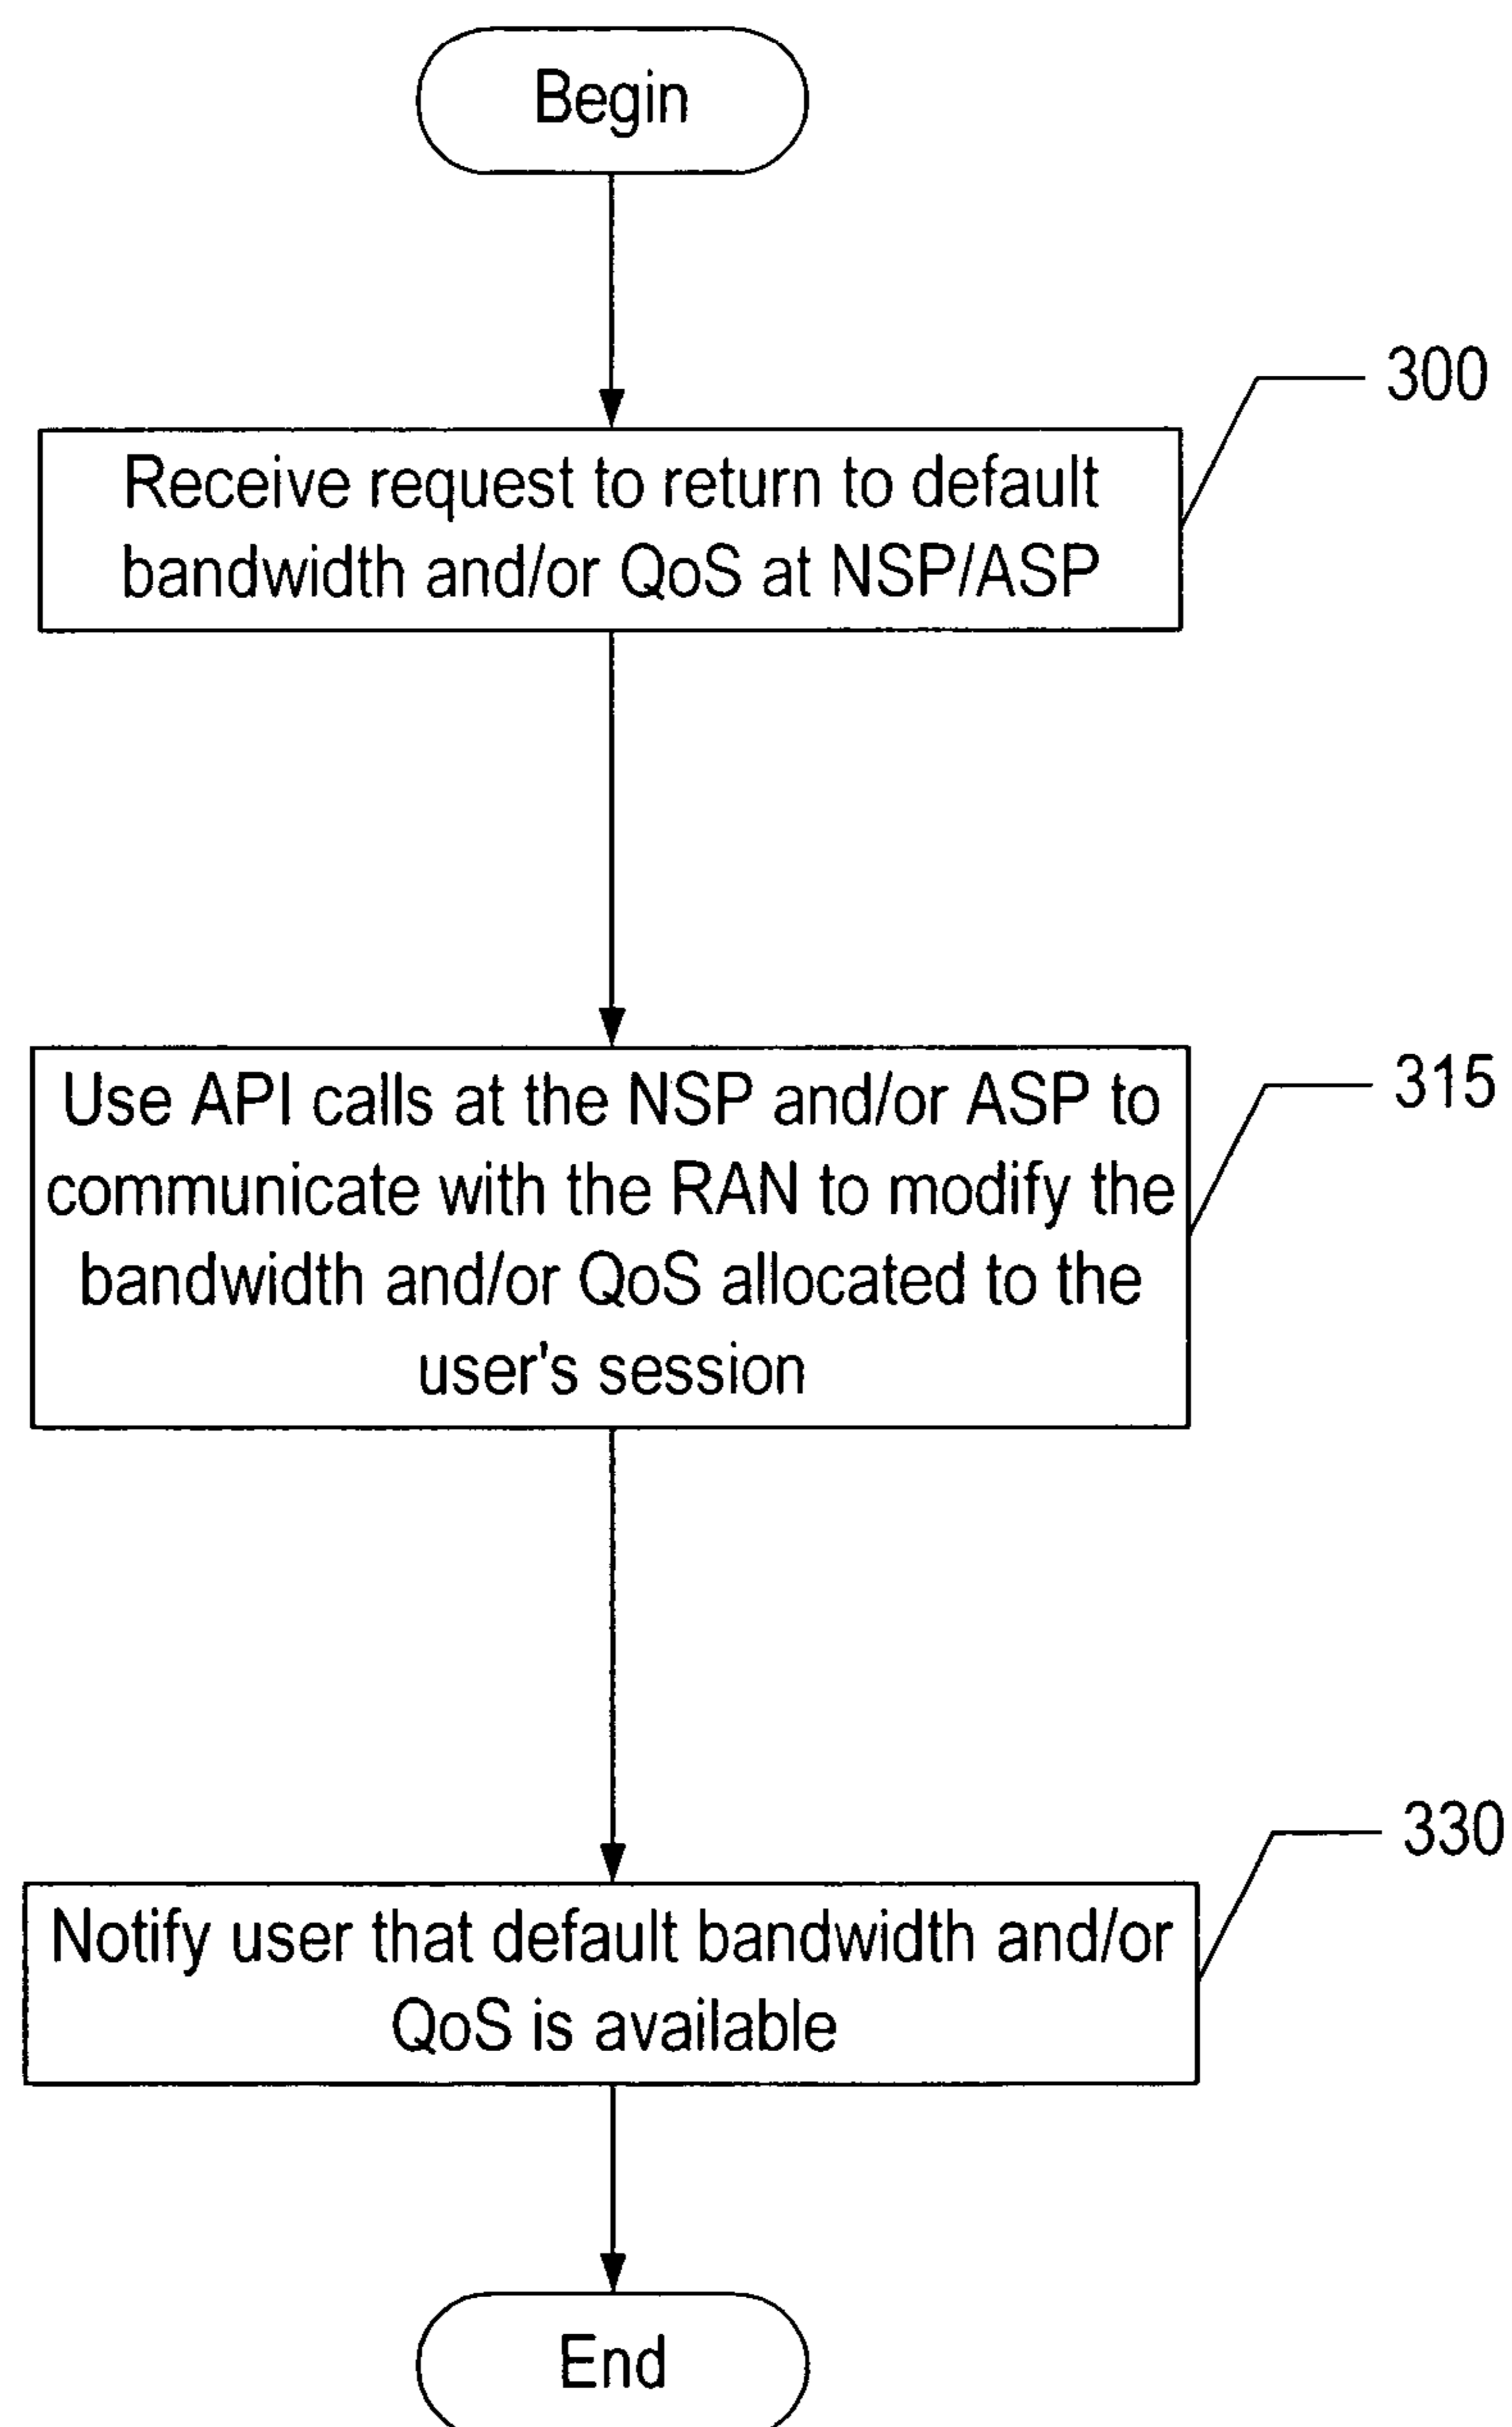 Begin
300
Receive request to return to default
bandwidth and/or QoS at NSP/ASP
315
Use API calls at the NSP and/or ASP to
communicate with the RAN to modify the
bandwidth and/or QoS allocated to the
user's session
330
Notify user that default bandwidth and/or
QoS is available
End